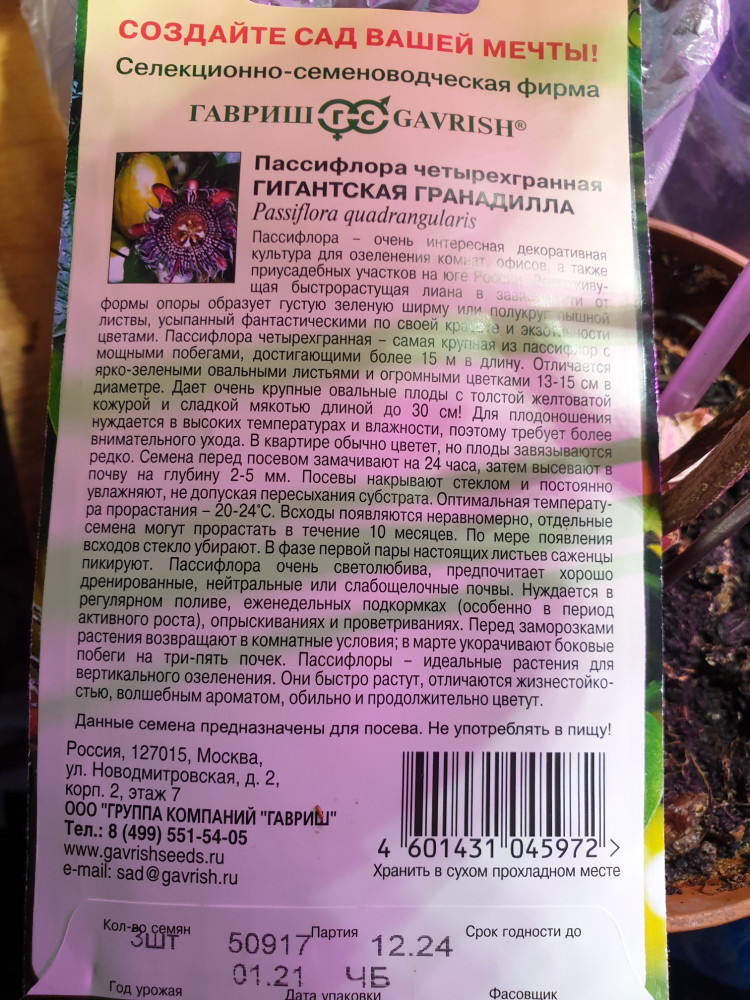 СОЗДАЙТЕ САД ВАШЕЙ МЕЧТЫ!
Селекционно-семеноводческая фирма
ГАВРИШ Г-С GAVRISH®
Пассифлора четырехгранная
ГИГАНТСКАЯ ГРАНАДИЛЛА
Passiflora quadrangularis
Пассифлора – очень интересная декоративная
культура для озеленения комнат, офисов, а также
приусадебных участков на юге России.
щая быстрорастущая лиана в зависимости от
формы опоры образует густую зеленую ширму или полукруг пышной
листвы, усыпанный фантастическими по своей красоте и экзотичности
цветами. Пассифлора четырехгранная – самая крупная из пассифлор с
мощными побегами, достигающими более 15 м в длину. Отличается
ярко-зелеными овальными листьями и огромными цветками 13-15 см в
диаметре. Дает очень крупные овальные плоды с толстой желтоватой
кожурой и сладкой мякотью длиной до 30 см! Для плодоношения
нуждается в высоких температурах и влажности, поэтому требует более
внимательного ухода. В квартире обычно цветет, но плоды завязываются
редко. Семена перед посевом замачивают на 24 часа, затем высевают в
почву на глубину 2-5 мм. Посевы накрывают стеклом и постоянно
увлажняют, не допуская пересыхания субстрата. Оптимальная температу-
ра прорастания – 20-24°С. Всходы появляются неравномерно, отдельные
семена могут прорастать в течение 10 месяцев. По мере появления
всходов стекло убирают. В фазе первой пары настоящих листьев саженцы
пикируют. Пассифлора очень светолюбива, предпочитает хорошо
дренированные, нейтральные или слабощелочные почвы. Нуждается в
регулярном поливе, еженедельных подкормках (особенно в период
активного роста), опрыскиваниях и проветриваниях. Перед заморозками
растения возвращают в комнатные условия; в марте укорачивают боковые
побеги на три-пять почек. Пассифлоры – идеальные растения для
вертикального озеленения. Они быстро растут, отличаются жизнестойко-
стью, волшебным ароматом, обильно и продолжительно цветут.
Данные семена предназначены для посева. Не употреблять в пищу!
Россия, 127015, Москва,
ул. Новодмитровская, д. 2,
корп. 2, этаж 7
ООО "ГРУППА КОМПАНИЙ "ГАВРИШ"
Тел.: 8 (499) 551-54-05
www.gavrishseeds.ru
e-mail: sad@gavrish.ru
4 601431 045972 >
Хранить в сухом прохладном месте
Кол-во семян Партия Срок годности до
3шт 50917 12.24
01.21 ЧБ
Год урожая Дата упаковки Фасовщик